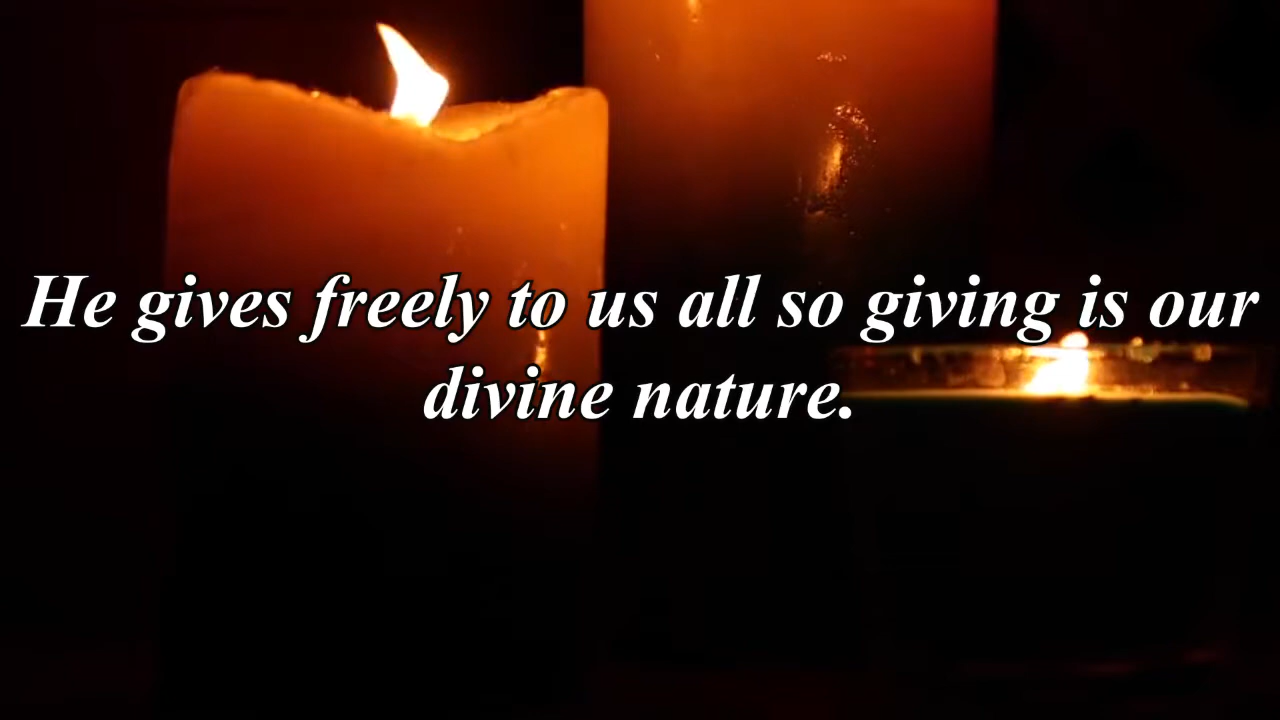 He gives freely to us all so giving is our
divine nature.